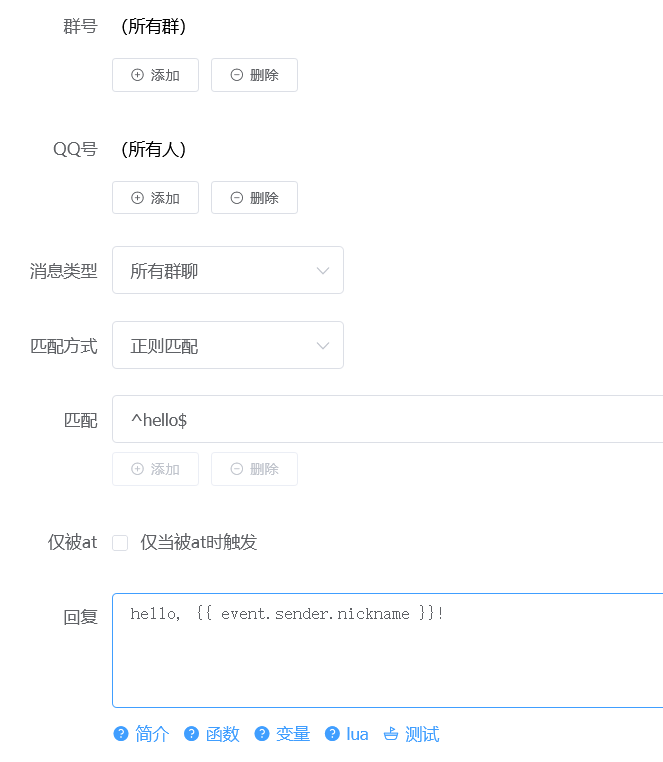 群号 （所有群）
添加 删除
QQ号 （所有人）
添加 删除
消息类型 所有群聊
匹配方式 正则匹配
匹配 ^hello$
添加 删除
仅被at 仅当被at时触发
回复 hello, {{ event.sender.nickname }}!
简介 函数 变量 lua 测试